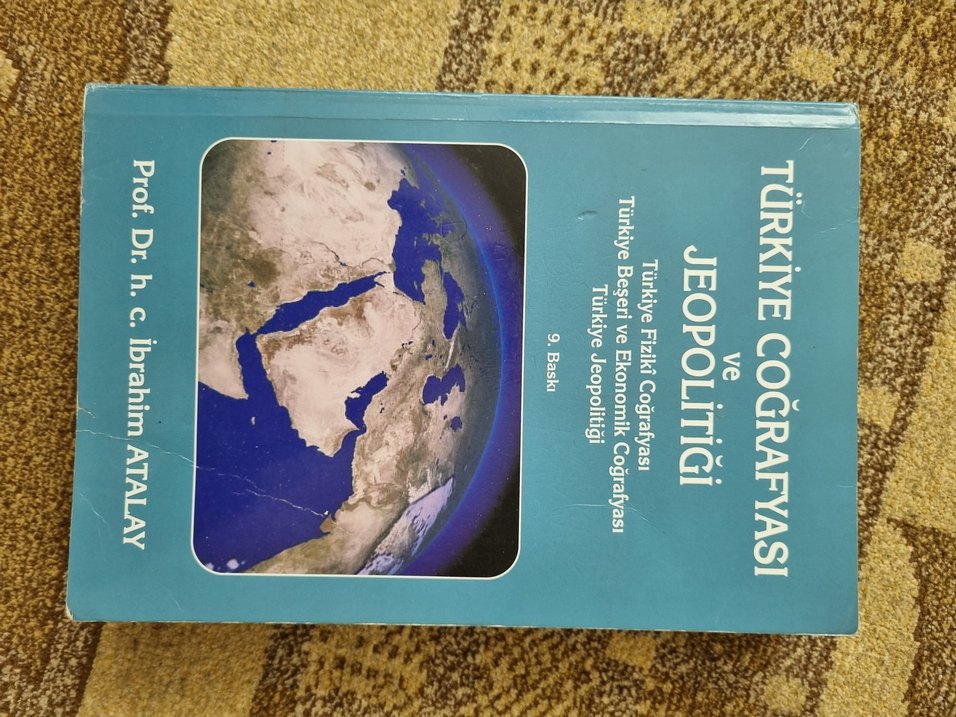 TÜRKİYE COĞRAFYASI
ve
JEOPOLİTİĞİ
Türkiye Fizikî Coğrafyası
Türkiye Beşeri ve Ekonomik Coğrafyası
Türkiye Jeopolitiği
9. Baskı
Prof. Dr. h. c. İbrahim ATALAY